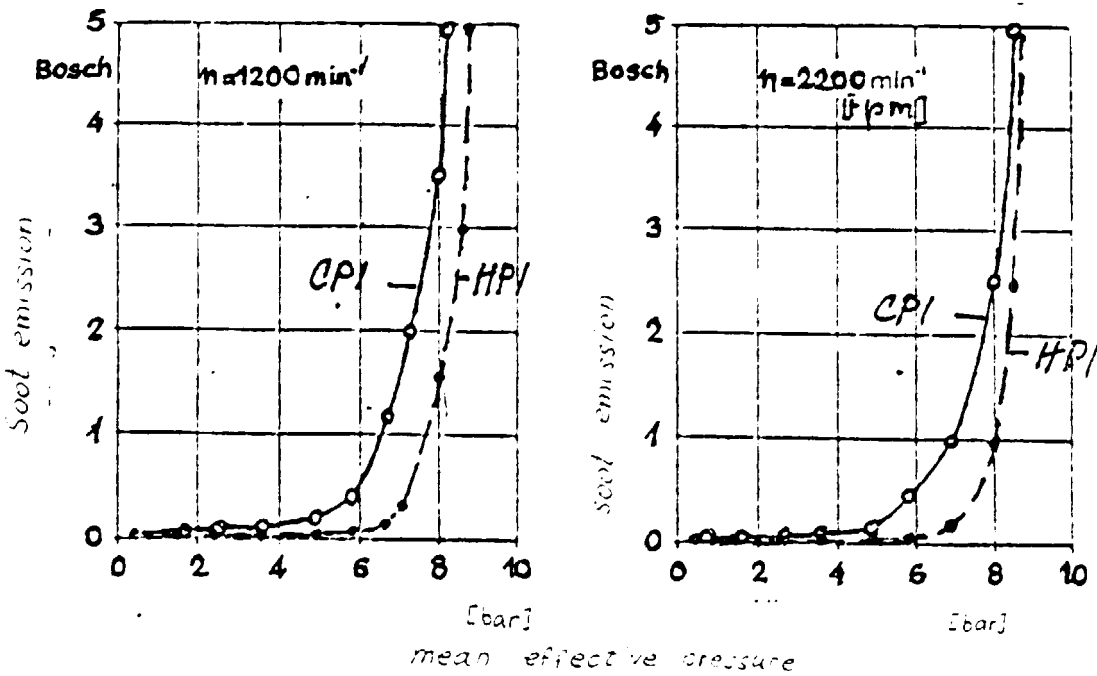 5
Bosch
4
3
2
1
0
n=1200 min⁻¹
CPI
HPI
0 2 4 6 8 10
[bar]
Soot emission
5
Bosch
4
3
2
1
0
n=2200 min⁻¹
[rpm]
CPI
HPI
0 2 4 6 8 10
[bar]
soot emission
mean effective pressure